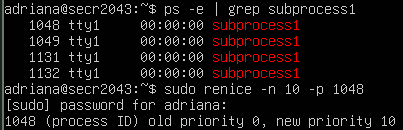 adriana@secr2043:~$ ps -e | grep subprocess1
1048 tty1 00:00:00 subprocess1
1049 tty1 00:00:00 subprocess1
1131 tty1 00:00:00 subprocess1
1132 tty1 00:00:00 subprocess1
adriana@secr2043:~$ sudo renice -n 10 -p 1048
[sudo] password for adriana:
1048 (process ID) old priority 0, new priority 10